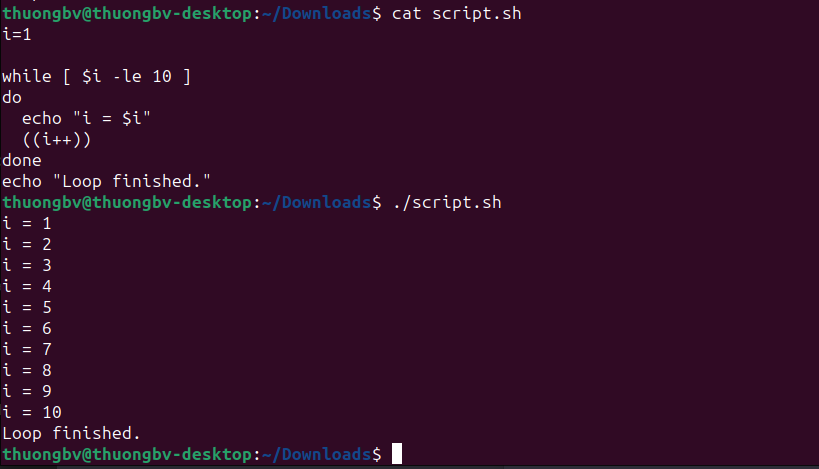 thuongbv@thuongbv-desktop:~/Downloads$ cat script.sh
i=1

while [ $i -le 10 ]
do
  echo "i = $i"
  ((i++))
done
echo "Loop finished."
thuongbv@thuongbv-desktop:~/Downloads$ ./script.sh
i = 1
i = 2
i = 3
i = 4
i = 5
i = 6
i = 7
i = 8
i = 9
i = 10
Loop finished.
thuongbv@thuongbv-desktop:~/Downloads$